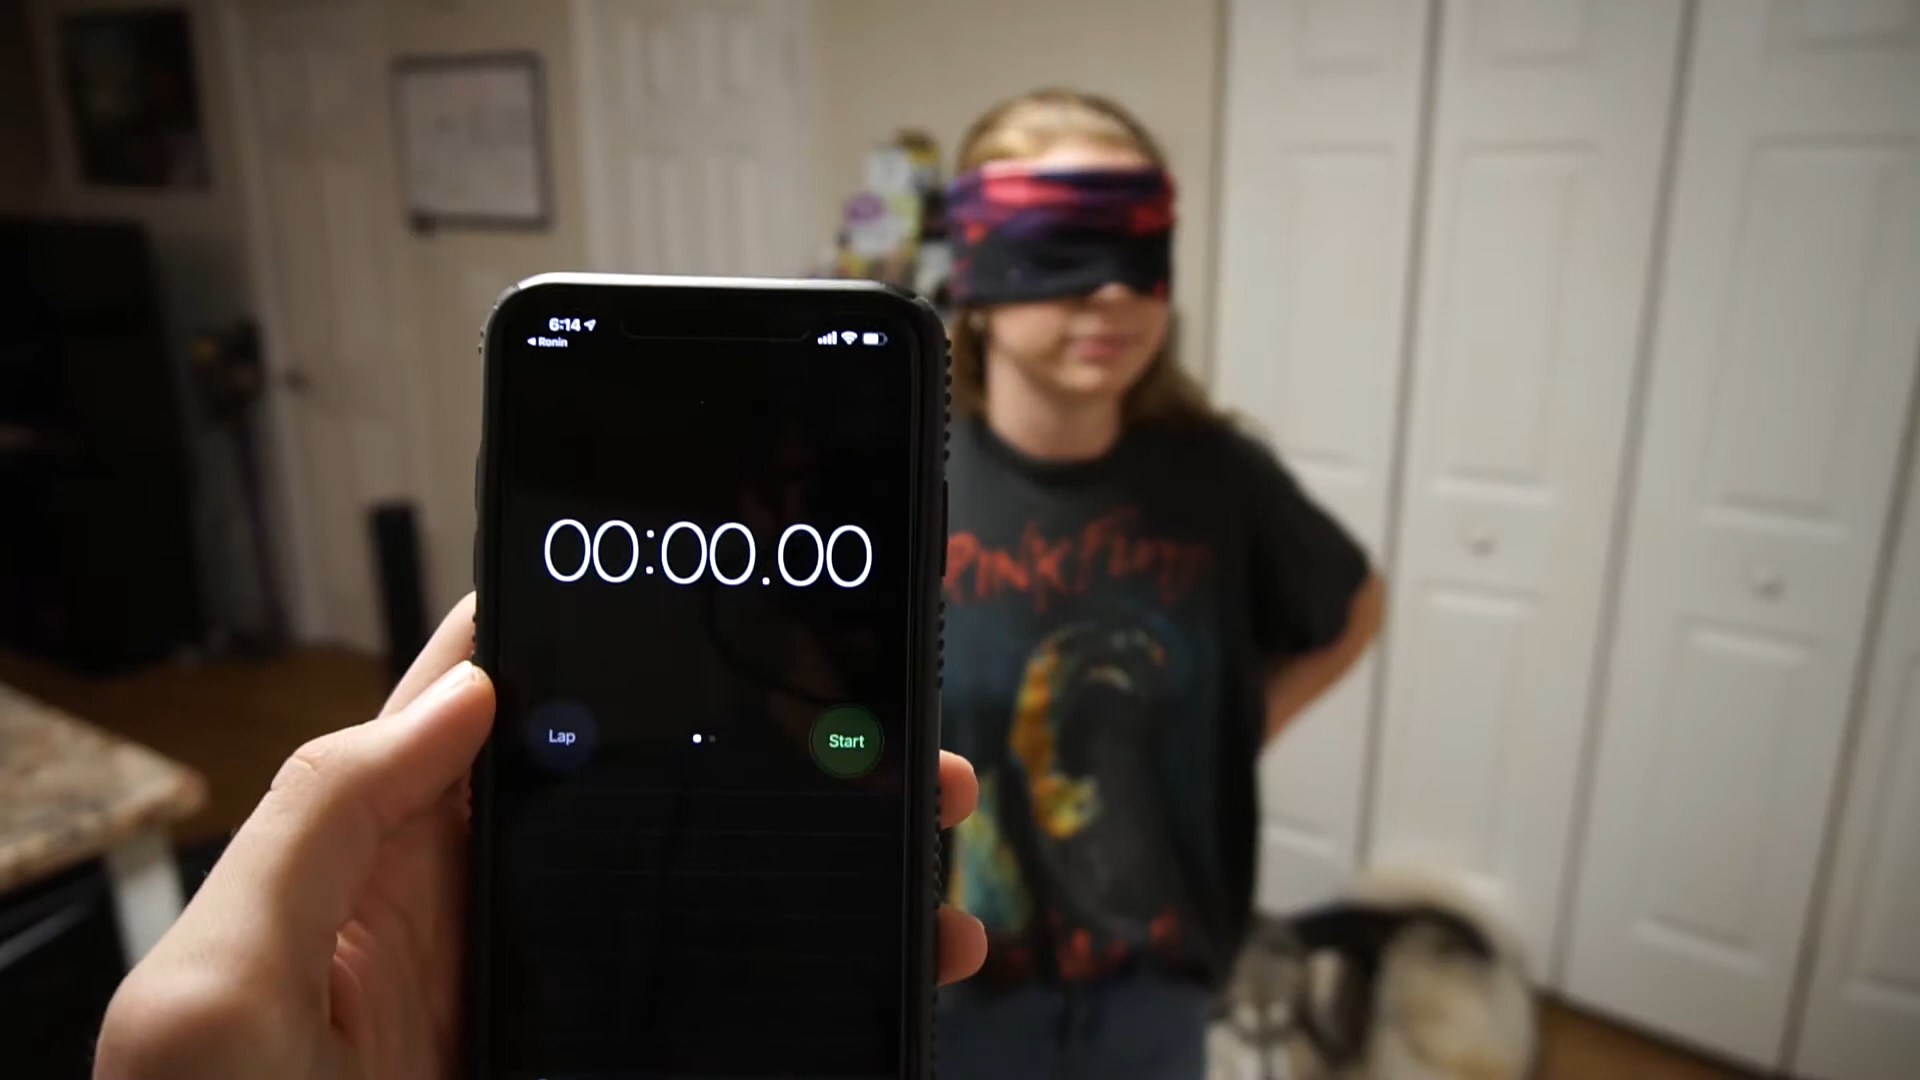 6:14
◀ Ronin
00:00.00
Lap
Start
PINK FLOYD